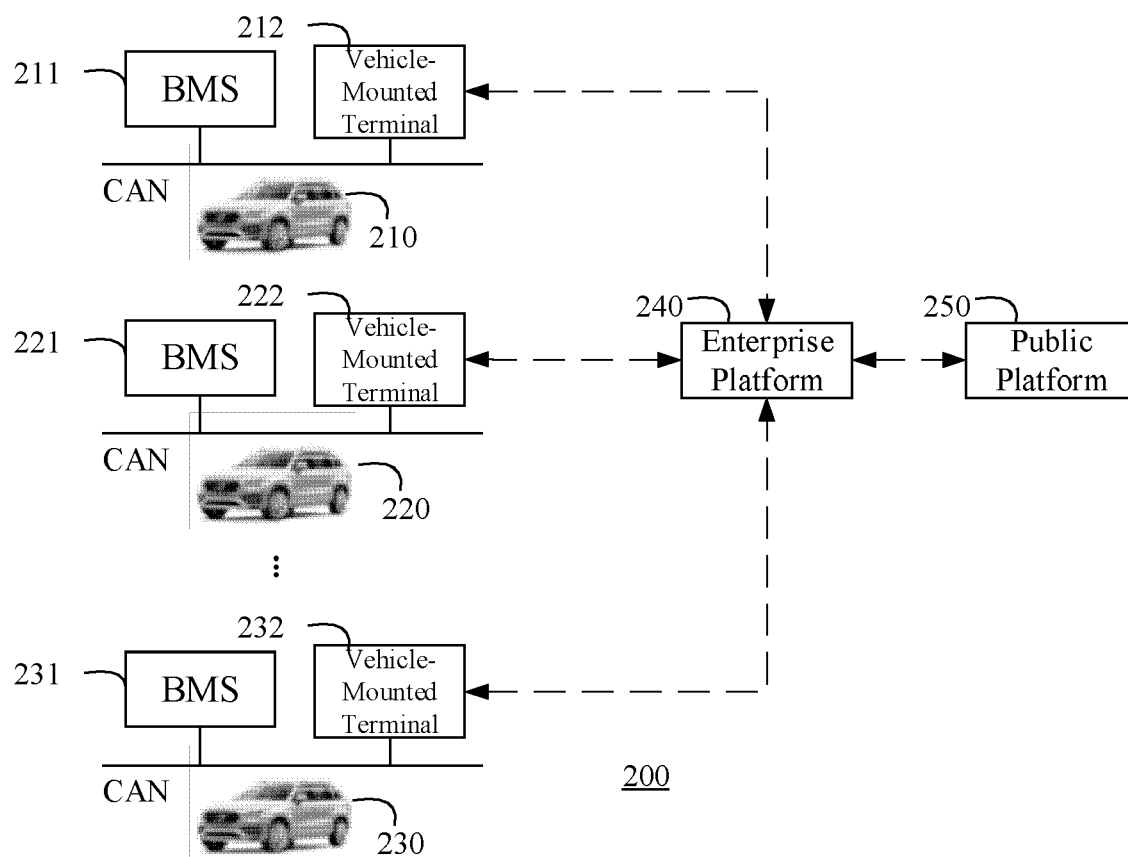 212
211
BMS
Vehicle-
Mounted
Terminal
CAN
210
222
221
BMS
Vehicle-
Mounted
Terminal
240
Enterprise
Platform
250
Public
Platform
CAN
220
...
232
231
BMS
Vehicle-
Mounted
Terminal
CAN
230
200